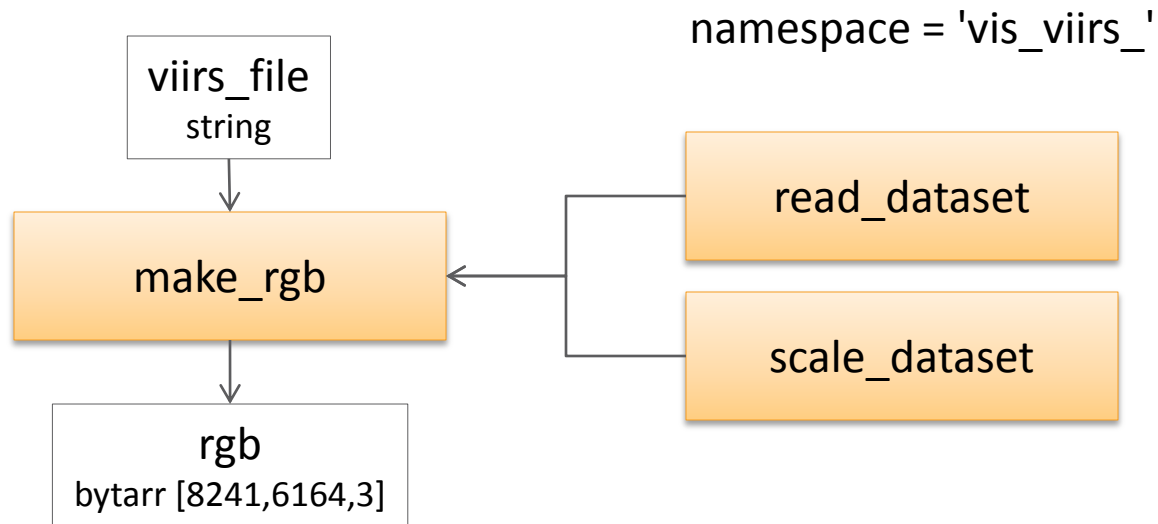 namespace = 'vis_viirs_'
viirs_file
string
read_dataset
make_rgb
scale_dataset
rgb
bytarr [8241,6164,3]